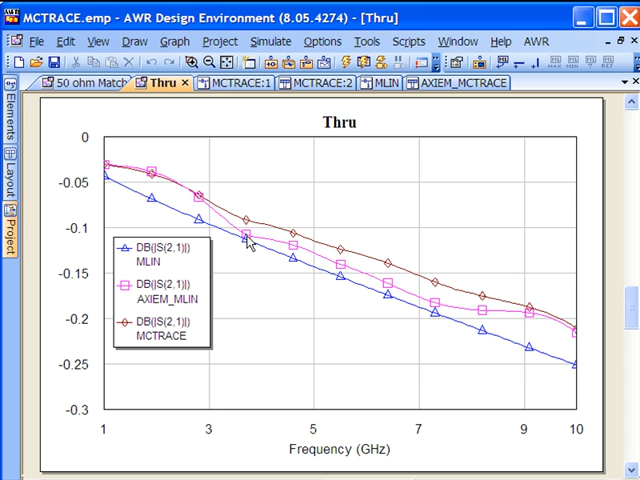 MCTRACE.emp - AWR Design Environment (8.05.4274) - [Thru]
File Edit View Draw Graph Project Simulate Options Tools Scripts Window Help AWR
50 ohm Match Thru MCTRACE:1 MCTRACE:2 MLIN AXIEM_MCTRACE
Elements
Layout
Project
Thru
0
-0.05
-0.1
-0.15
-0.2
-0.25
-0.3
DB(|S(2,1)|)
MLIN
DB(|S(2,1)|)
AXIEM_MLIN
DB(|S(2,1)|)
MCTRACE
1 3 5 7 9 10
Frequency (GHz)